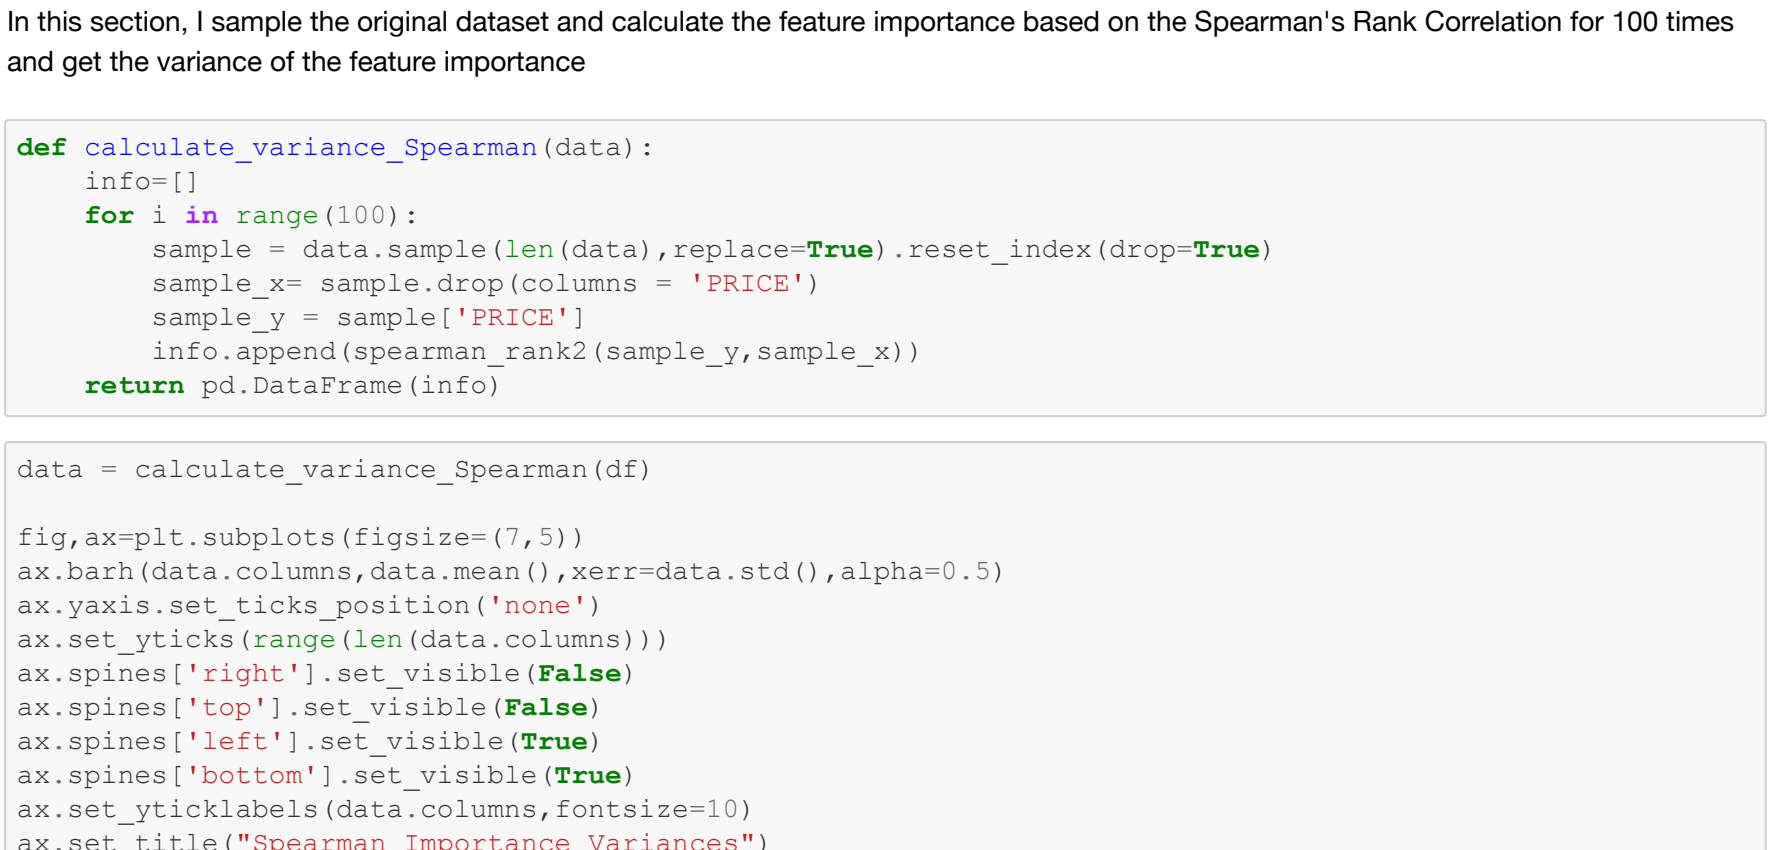 In this section, I sample the original dataset and calculate the feature importance based on the Spearman's Rank Correlation for 100 times
and get the variance of the feature importance
def calculate_variance_Spearman(data):
    info=[]
    for i in range(100):
        sample = data.sample(len(data),replace=True).reset_index(drop=True)
        sample_x= sample.drop(columns = 'PRICE')
        sample_y = sample['PRICE']
        info.append(spearman_rank2(sample_y,sample_x))
    return pd.DataFrame(info)
data = calculate_variance_Spearman(df)
fig,ax=plt.subplots(figsize=(7,5))
ax.barh(data.columns,data.mean(),xerr=data.std(),alpha=0.5)
ax.yaxis.set_ticks_position('none')
ax.set_yticks(range(len(data.columns)))
ax.spines['right'].set_visible(False)
ax.spines['top'].set_visible(False)
ax.spines['left'].set_visible(True)
ax.spines['bottom'].set_visible(True)
ax.set_yticklabels(data.columns,fontsize=10)
ax.set_title("Spearman Importance Variances")